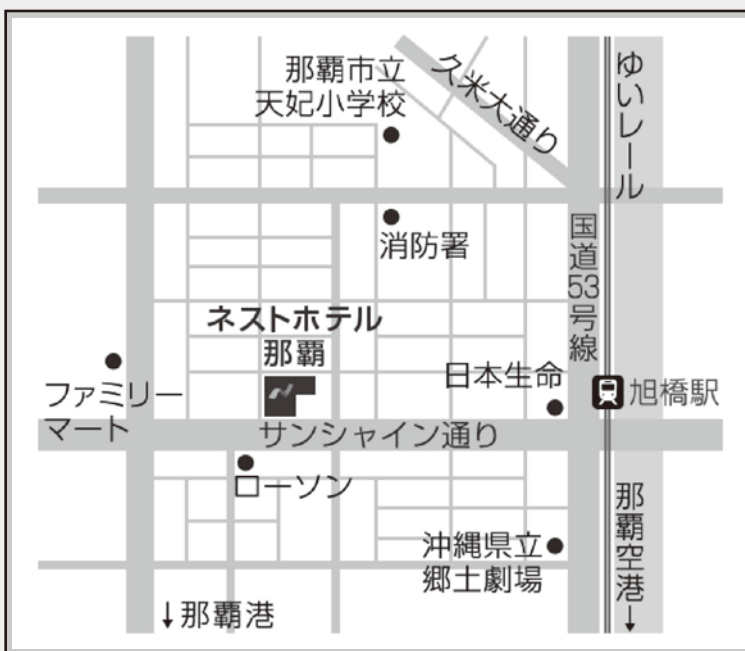 那覇市立
天妃小学校
久米大通り
ゆいレール
消防署
国道53号線
ネストホテル
那覇
日本生命
旭橋駅
ファミリー
マート
サンシャイン通り
ローソン
沖縄県立
郷土劇場
那覇空港↓
↓那覇港